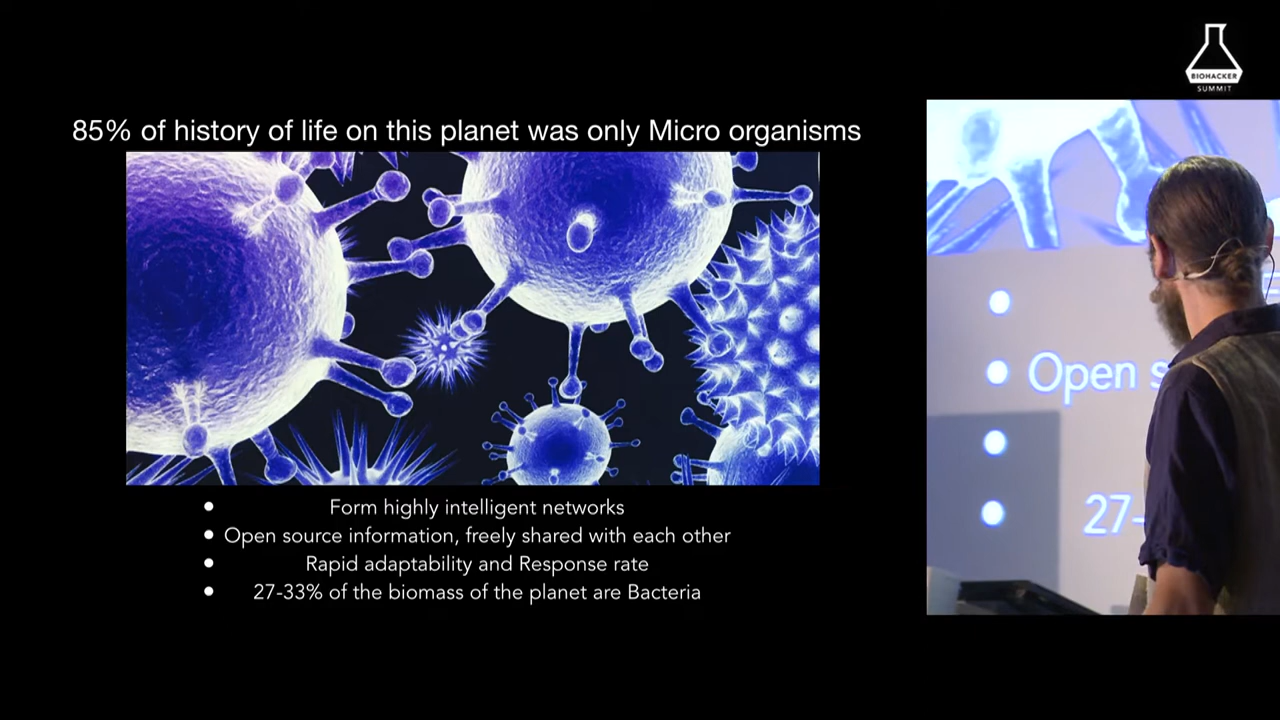 BIOHACKER
SUMMIT
85% of history of life on this planet was only Micro organisms
Form highly intelligent networks
Open source information, freely shared with each other
Rapid adaptability and Response rate
27-33% of the biomass of the planet are Bacteria
Open
27-